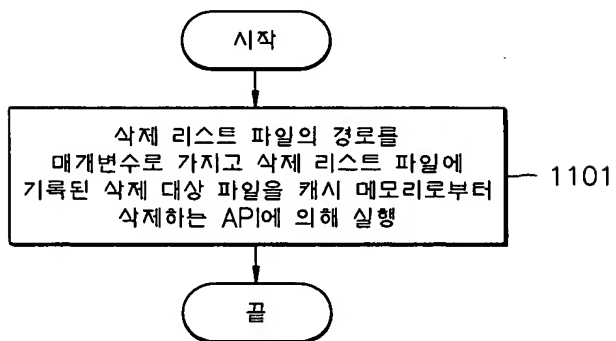 시작
삭제 리스트 파일의 경로를
매개변수로 가지고 삭제 리스트 파일에
기록된 삭제 대상 파일을 캐시 메모리로부터
삭제하는 API에 의해 실행
1101
끝